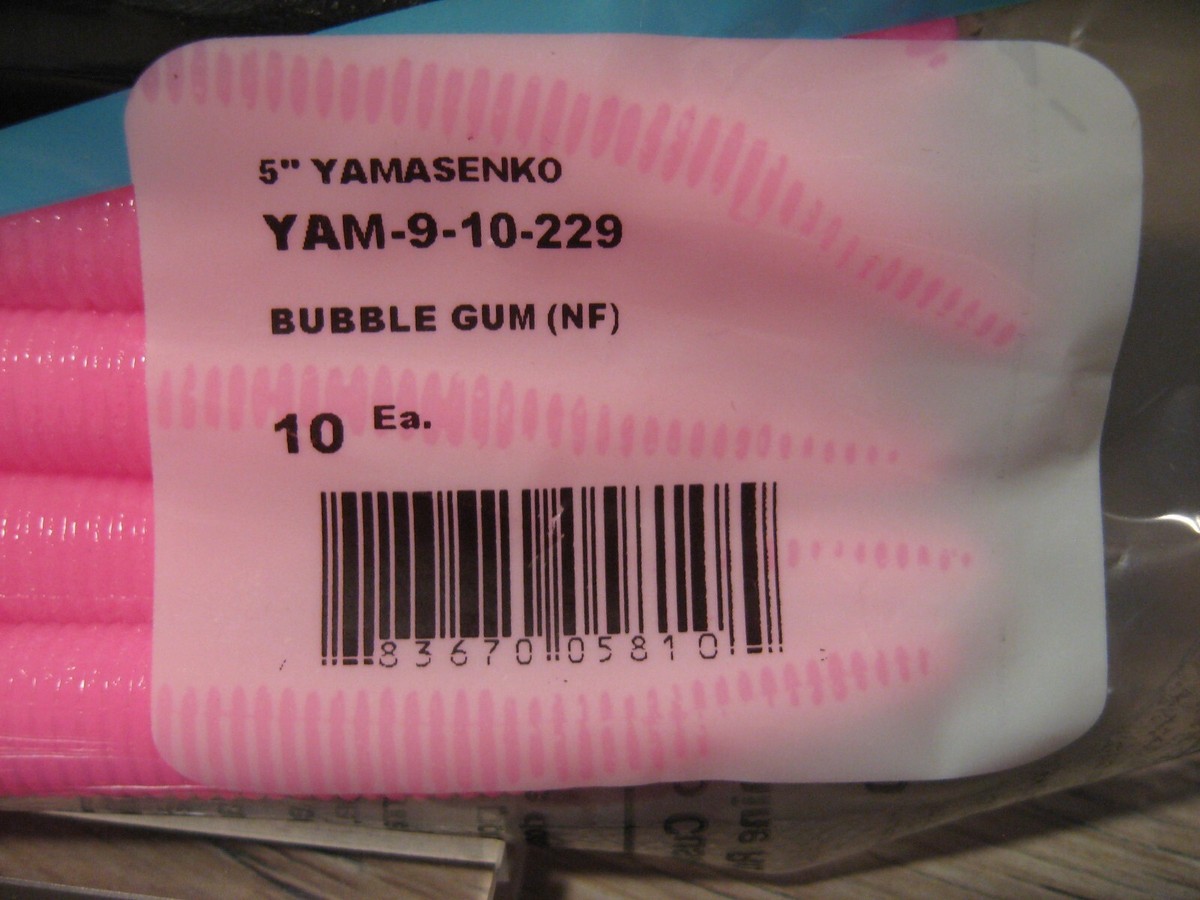 5" YAMASENKO
YAM-9-10-229
BUBBLE GUM (NF)
10 Ea.
83670 05810